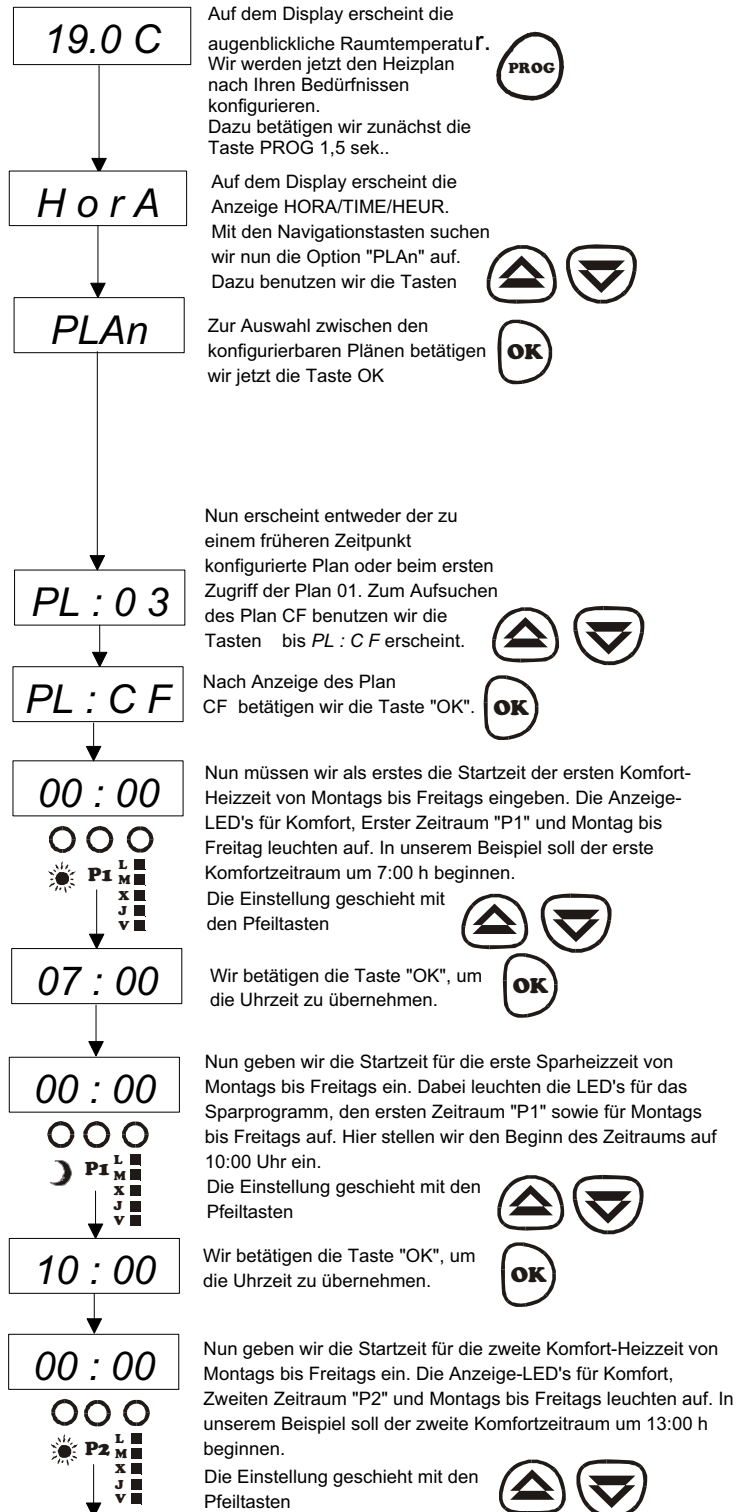 19.0 C
Auf dem Display erscheint die
augenblickliche Raumtemperatur.
Wir werden jetzt den Heizplan
nach Ihren Bedürfnissen
konfigurieren.
Dazu betätigen wir zunächst die
Taste PROG 1,5 sek..
PROG
H o r A
Auf dem Display erscheint die
Anzeige HORA/TIME/HEUR.
Mit den Navigationstasten suchen
wir nun die Option "PLAn" auf.
Dazu benutzen wir die Tasten
PLAn
Zur Auswahl zwischen den
konfigurierbaren Plänen betätigen
wir jetzt die Taste OK
OK
Nun erscheint entweder der zu
einem früheren Zeitpunkt
konfigurierte Plan oder beim ersten
Zugriff der Plan 01. Zum Aufsuchen
des Plan CF benutzen wir die
Tasten bis PL : C F erscheint.
PL : 0 3
PL : C F
Nach Anzeige des Plan
CF betätigen wir die Taste "OK".
OK
00 : 00
Nun müssen wir als erstes die Startzeit der ersten Komfort-
Heizzeit von Montags bis Freitags eingeben. Die Anzeige-
LED's für Komfort, Erster Zeitraum "P1" und Montag bis
Freitag leuchten auf. In unserem Beispiel soll der erste
Komfortzeitraum um 7:00 h beginnen.
Die Einstellung geschieht mit
den Pfeiltasten
P1
L
M
X
J
V
07 : 00
Wir betätigen die Taste "OK", um
die Uhrzeit zu übernehmen.
OK
00 : 00
Nun geben wir die Startzeit für die erste Sparheizzeit von
Montags bis Freitags ein. Dabei leuchten die LED's für das
Sparprogramm, den ersten Zeitraum "P1" sowie für Montags
bis Freitags auf. Hier stellen wir den Beginn des Zeitraums auf
10:00 Uhr ein.
Die Einstellung geschieht mit den
Pfeiltasten
P1
L
M
X
J
V
10 : 00
Wir betätigen die Taste "OK", um
die Uhrzeit zu übernehmen.
OK
00 : 00
Nun geben wir die Startzeit für die zweite Komfort-Heizzeit von
Montags bis Freitags ein. Die Anzeige-LED's für Komfort,
Zweiten Zeitraum "P2" und Montags bis Freitags leuchten auf. In
unserem Beispiel soll der zweite Komfortzeitraum um 13:00 h
beginnen.
Die Einstellung geschieht mit den
Pfeiltasten
P2
L
M
X
J
V